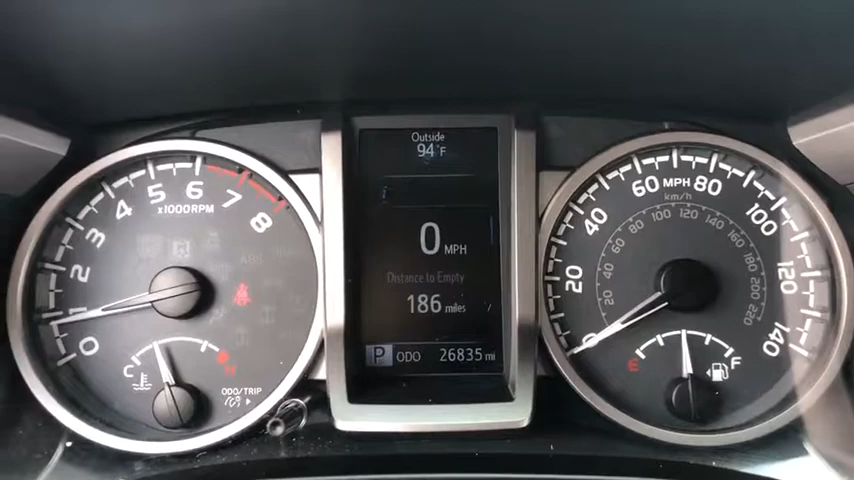 0
1
2
3
4
5
6
7
8
x1000RPM
C
H
ODO/TRIP
Outside
94°F
0 MPH
Distance to Empty
186 miles
P ODO 26835 mi
0
20
40
60 MPH 80
100
120
140
km/h
20
40
60
80
100
120
140
160
180
200
220
E
F